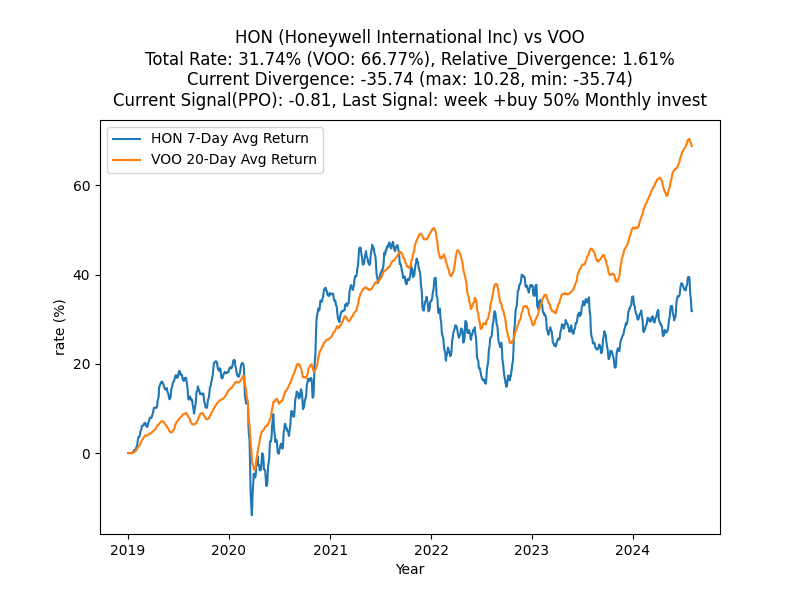 HON (Honeywell International Inc) vs VOO
Total Rate: 31.74% (VOO: 66.77%), Relative_Divergence: 1.61%
Current Divergence: -35.74 (max: 10.28, min: -35.74)
Current Signal(PPO): -0.81, Last Signal: week +buy 50% Monthly invest
HON 7-Day Avg Return
VOO 20-Day Avg Return
60
40
20
0
rate (%)
2019 2020 2021 2022 2023 2024
Year